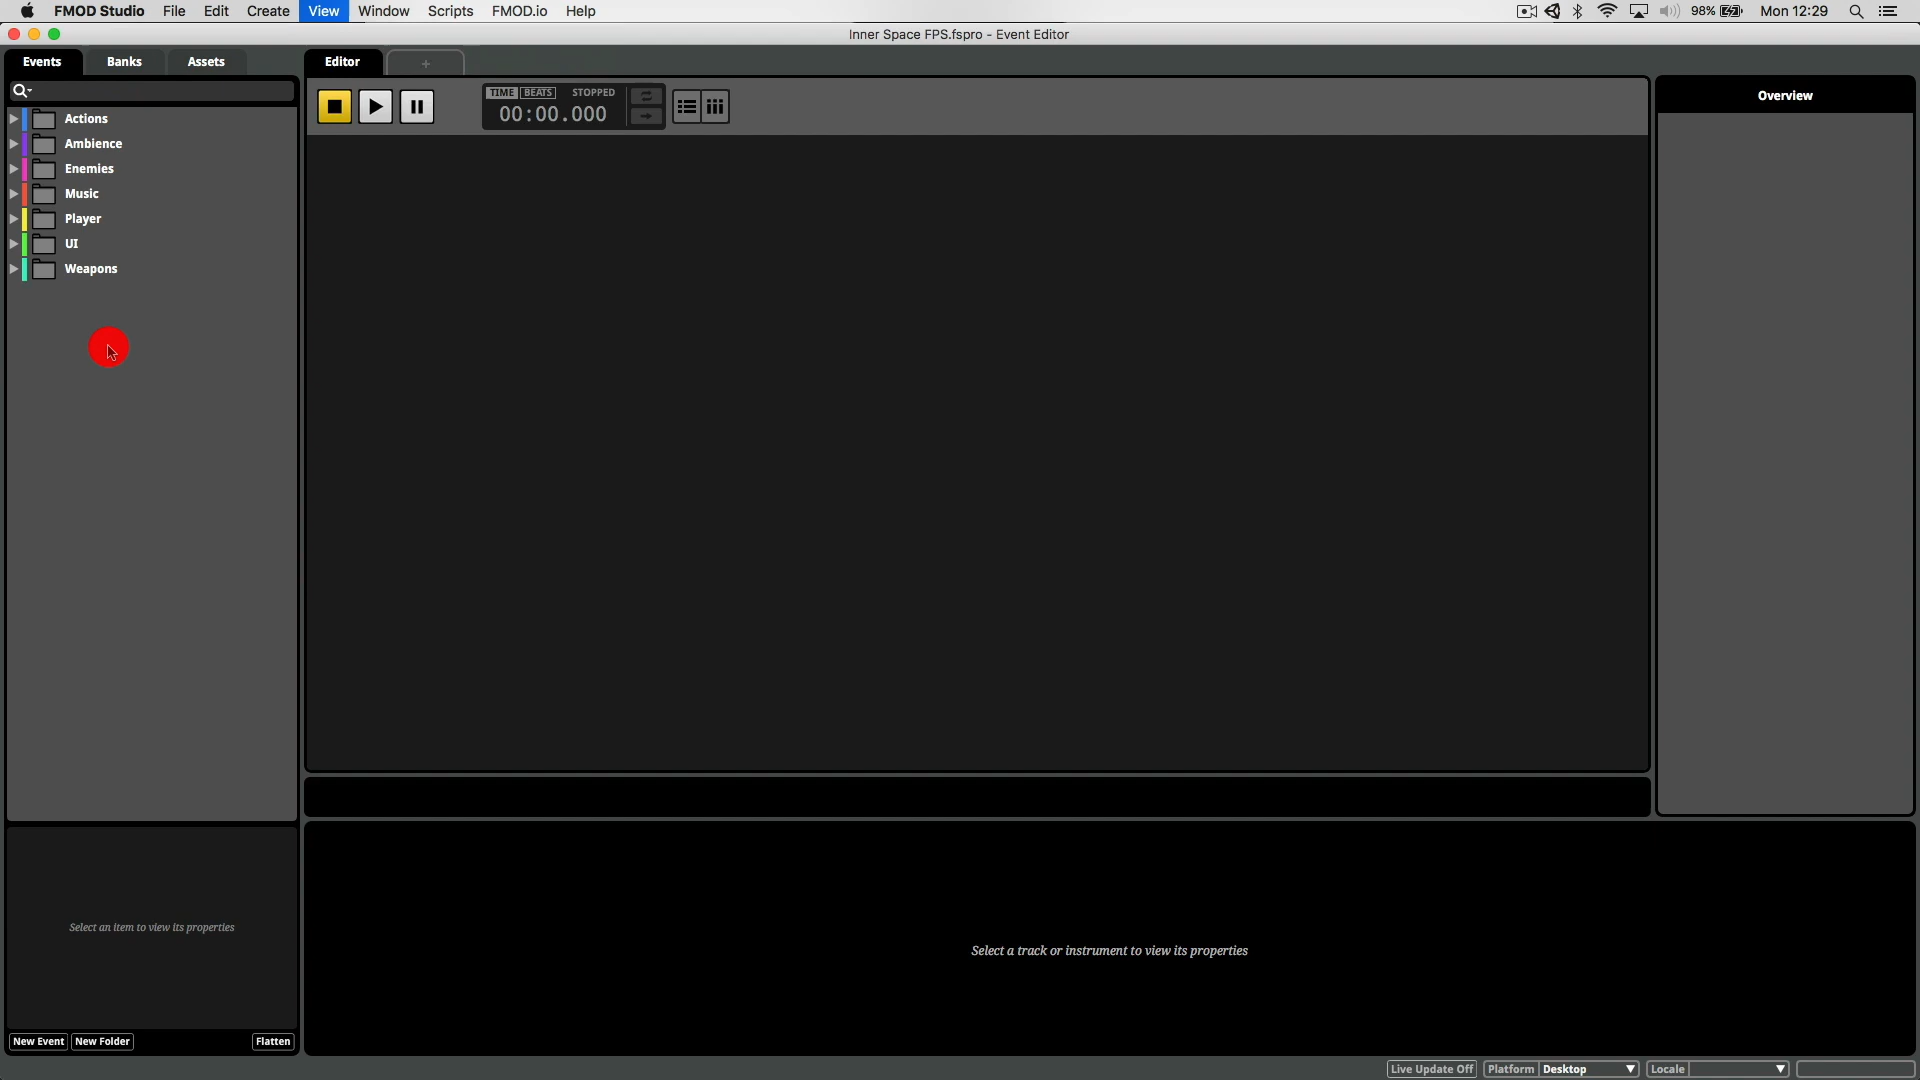 FMOD Studio File Edit Create View Window Scripts FMOD.io Help 98% Mon 12:29
Inner Space FPS.fspro - Event Editor
Events Banks Assets Editor +
TIME BEATS STOPPED
00:00.000
Overview
Actions
Ambience
Enemies
Music
Player
UI
Weapons
Select an item to view its properties
Select a track or instrument to view its properties
New Event New Folder Flatten
Live Update Off Platform Desktop Locale